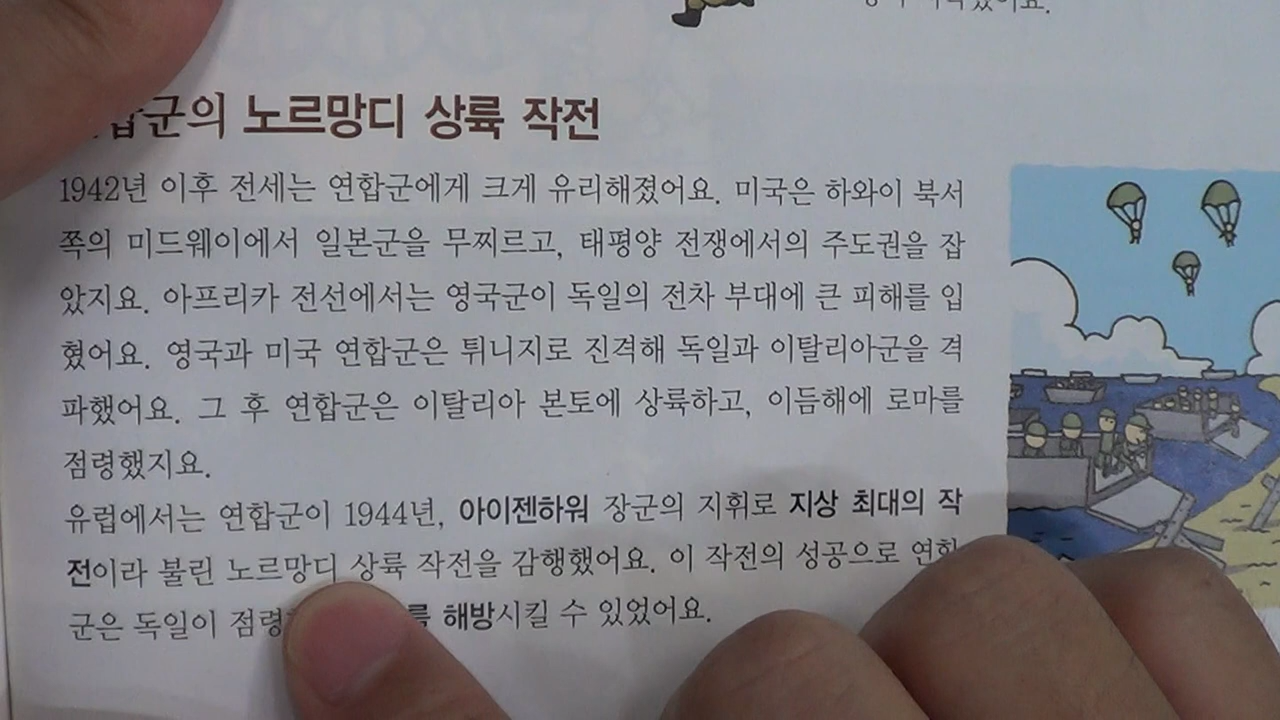 연합군의 노르망디 상륙 작전
1942년 이후 전세는 연합군에게 크게 유리해졌어요. 미국은 하와이 북서
쪽의 미드웨이에서 일본군을 무찌르고, 태평양 전쟁에서의 주도권을 잡
았지요. 아프리카 전선에서는 영국군이 독일의 전차 부대에 큰 피해를 입
혔어요. 영국과 미국 연합군은 튀니지로 진격해 독일과 이탈리아군을 격
파했어요. 그 후 연합군은 이탈리아 본토에 상륙하고, 이듬해에 로마를
점령했지요.
유럽에서는 연합군이 1944년, 아이젠하워 장군의 지휘로 지상 최대의 작
전이라 불린 노르망디 상륙 작전을 감행했어요. 이 작전의 성공으로 연합
군은 독일이 해방시킬 수 있었어요.